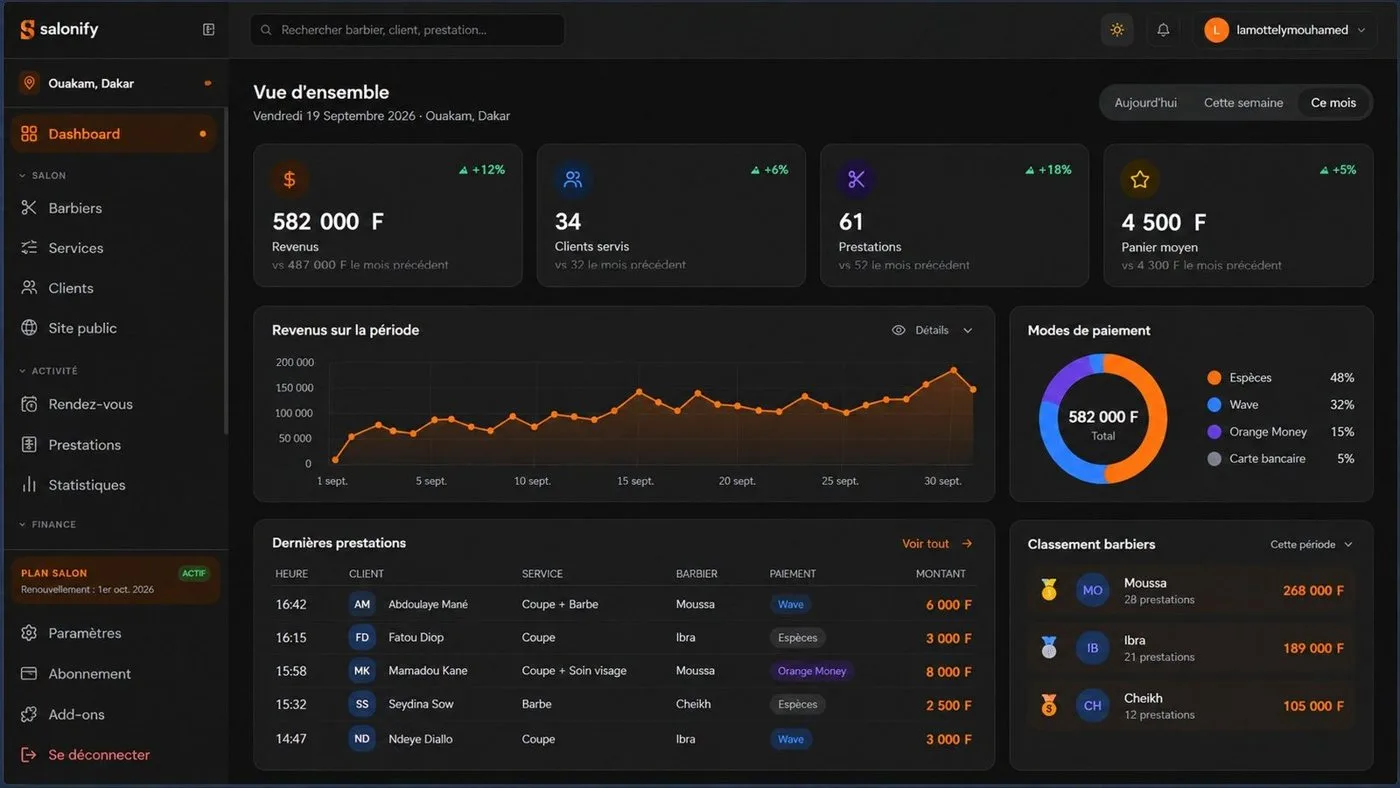 salonify
Rechercher barbier, client, prestation...
L
lamottelymouhamed
Ouakam, Dakar
Dashboard
SALON
Barbiers
Services
Clients
Site public
ACTIVITÉ
Rendez-vous
Prestations
Statistiques
FINANCE
PLAN SALON
ACTIF
Renouvellement : 1er oct. 2026
Paramètres
Abonnement
Add-ons
Se déconnecter
Vue d'ensemble
Vendredi 19 Septembre 2026 · Ouakam, Dakar
Aujourd'hui
Cette semaine
Ce mois
$
+12%
582 000 F
Revenus
vs 487 000 F le mois précédent
+6%
34
Clients servis
vs 32 le mois précédent
+18%
61
Prestations
vs 52 le mois précédent
+5%
4 500 F
Panier moyen
vs 4 300 F le mois précédent
Revenus sur la période
Détails
200 000
150 000
100 000
50 000
0
1 sept. 5 sept. 10 sept. 15 sept. 20 sept. 25 sept. 30 sept.
Modes de paiement
582 000 F
Total
Espèces 48%
Wave 32%
Orange Money 15%
Carte bancaire 5%
Dernières prestations
Voir tout →
HEURE CLIENT SERVICE BARBIER PAIEMENT MONTANT
16:42 AM Abdoulaye Mané Coupe + Barbe Moussa Wave 6 000 F
16:15 FD Fatou Diop Coupe Ibra Espèces 3 000 F
15:58 MK Mamadou Kane Coupe + Soin visage Moussa Orange Money 8 000 F
15:32 SS Seydina Sow Barbe Cheikh Espèces 2 500 F
14:47 ND Ndeye Diallo Coupe Ibra Wave 3 000 F
Classement barbiers
Cette période
MO Moussa 268 000 F
28 prestations
IB Ibra 189 000 F
21 prestations
CH Cheikh 105 000 F
12 prestations